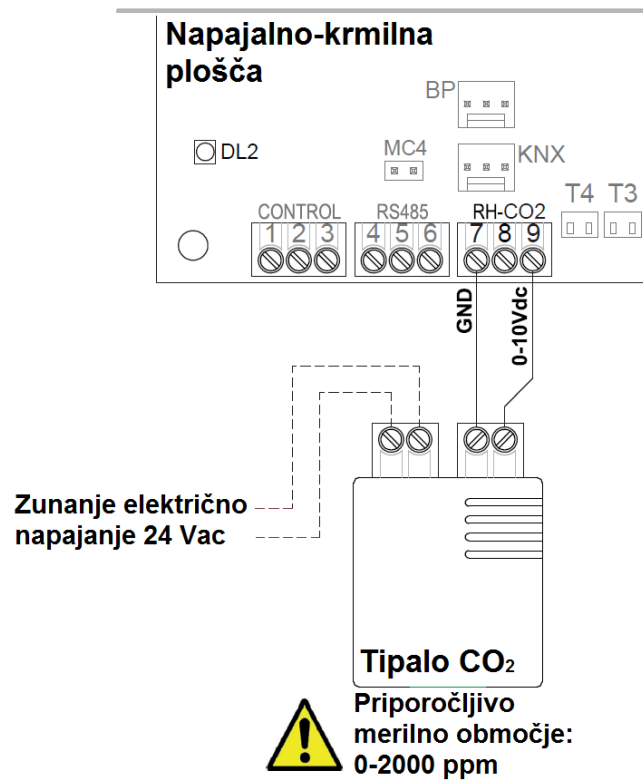 Napajalno-krmilna
plošča
BP
DL2
MC4
KNX
T4 T3
CONTROL
RS485
RH-CO2
1 2 3
4 5 6
7 8 9
GND
0-10Vdc
Zunanje električno
napajanje 24 Vac
Tipalo CO₂
Priporočljivo
merilno območje:
0-2000 ppm